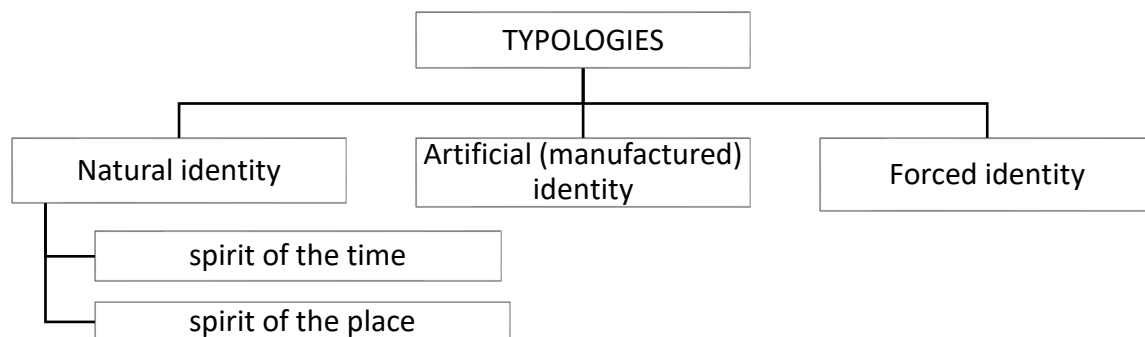 TYPOLOGIES
Natural identity
Artificial (manufactured)
identity
Forced identity
spirit of the time
spirit of the place